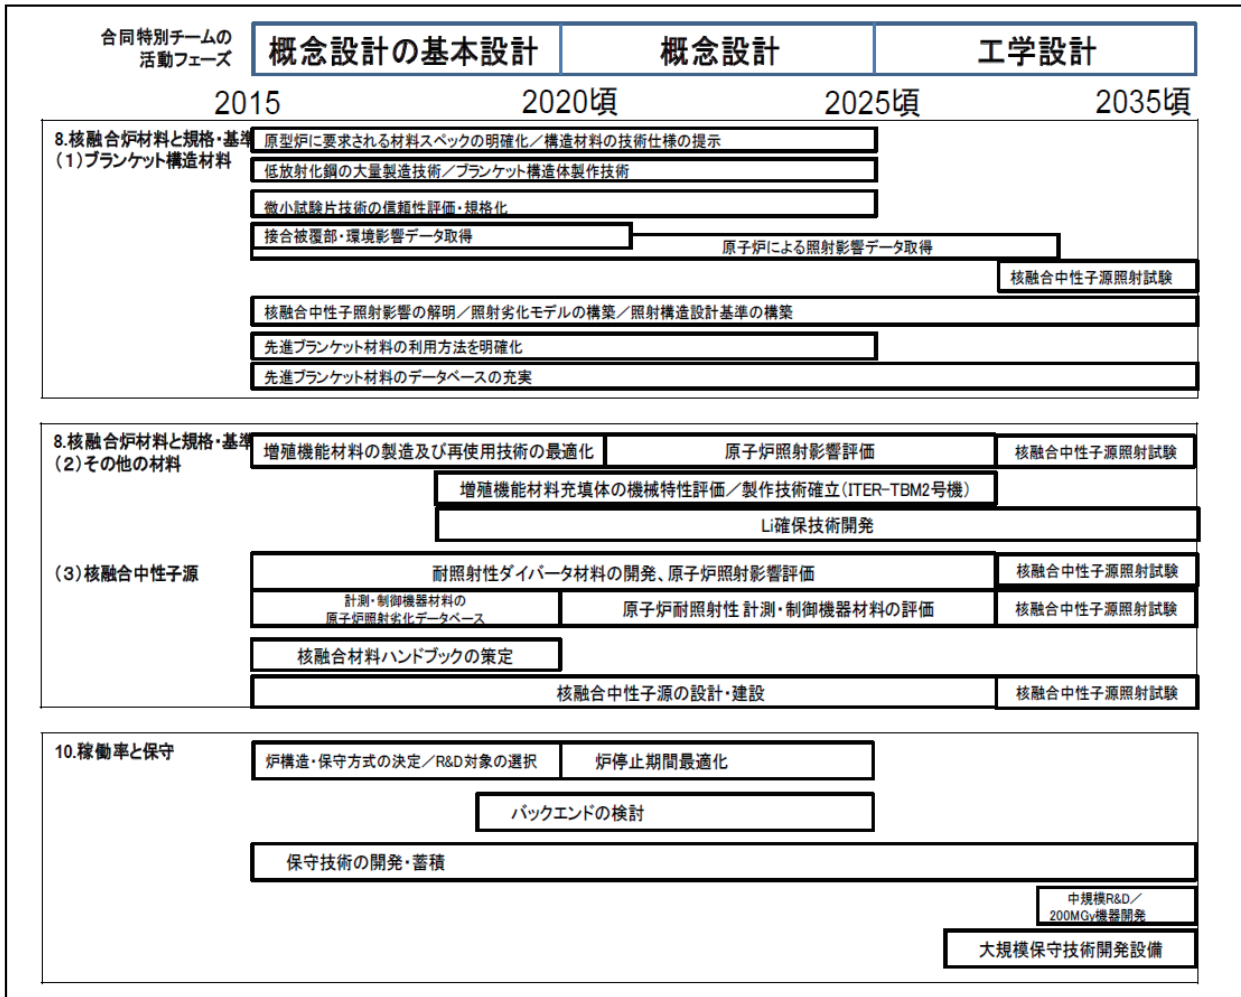 合同特別チームの
活動フェーズ
概念設計の基本設計
概念設計
工学設計
2015
2020頃
2025頃
2035頃
8.核融合炉材料と規格・基準
(1)ブランケット構造材料
原型炉に要求される材料スペックの明確化/構造材料の技術仕様の提示
低放射化鋼の大量製造技術/ブランケット構造体製作技術
微小試験片技術の信頼性評価・規格化
接合被覆部・環境影響データ取得
原子炉による照射影響データ取得
核融合中性子源照射試験
核融合中性子照射影響の解明/照射劣化モデルの構築/照射構造設計基準の構築
先進ブランケット材料の利用方法を明確化
先進ブランケット材料のデータベースの充実
8.核融合炉材料と規格・基準
(2)その他の材料
増殖機能材料の製造及び再使用技術の最適化
原子炉照射影響評価
核融合中性子源照射試験
増殖機能材料充填体の機械特性評価/製作技術確立(ITER-TBM2号機)
Li確保技術開発
(3)核融合中性子源
耐照射性ダイバータ材料の開発、原子炉照射影響評価
核融合中性子源照射試験
計測・制御機器材料の
原子炉照射劣化データベース
原子炉耐照射性 計測・制御機器材料の評価
核融合中性子源照射試験
核融合材料ハンドブックの策定
核融合中性子源の設計・建設
核融合中性子源照射試験
10.稼働率と保守
炉構造・保守方式の決定/R&D対象の選択
炉停止期間最適化
バックエンドの検討
保守技術の開発・蓄積
中規模R&D/
200MGy機器開発
大規模保守技術開発設備